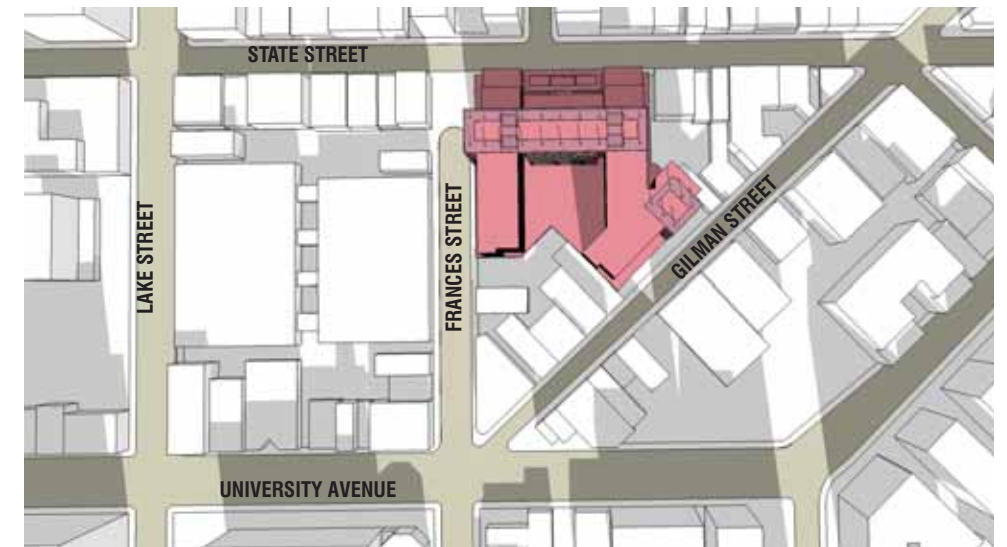 STATE STREET
LAKE STREET
FRANCES STREET
GILMAN STREET
UNIVERSITY AVENUE